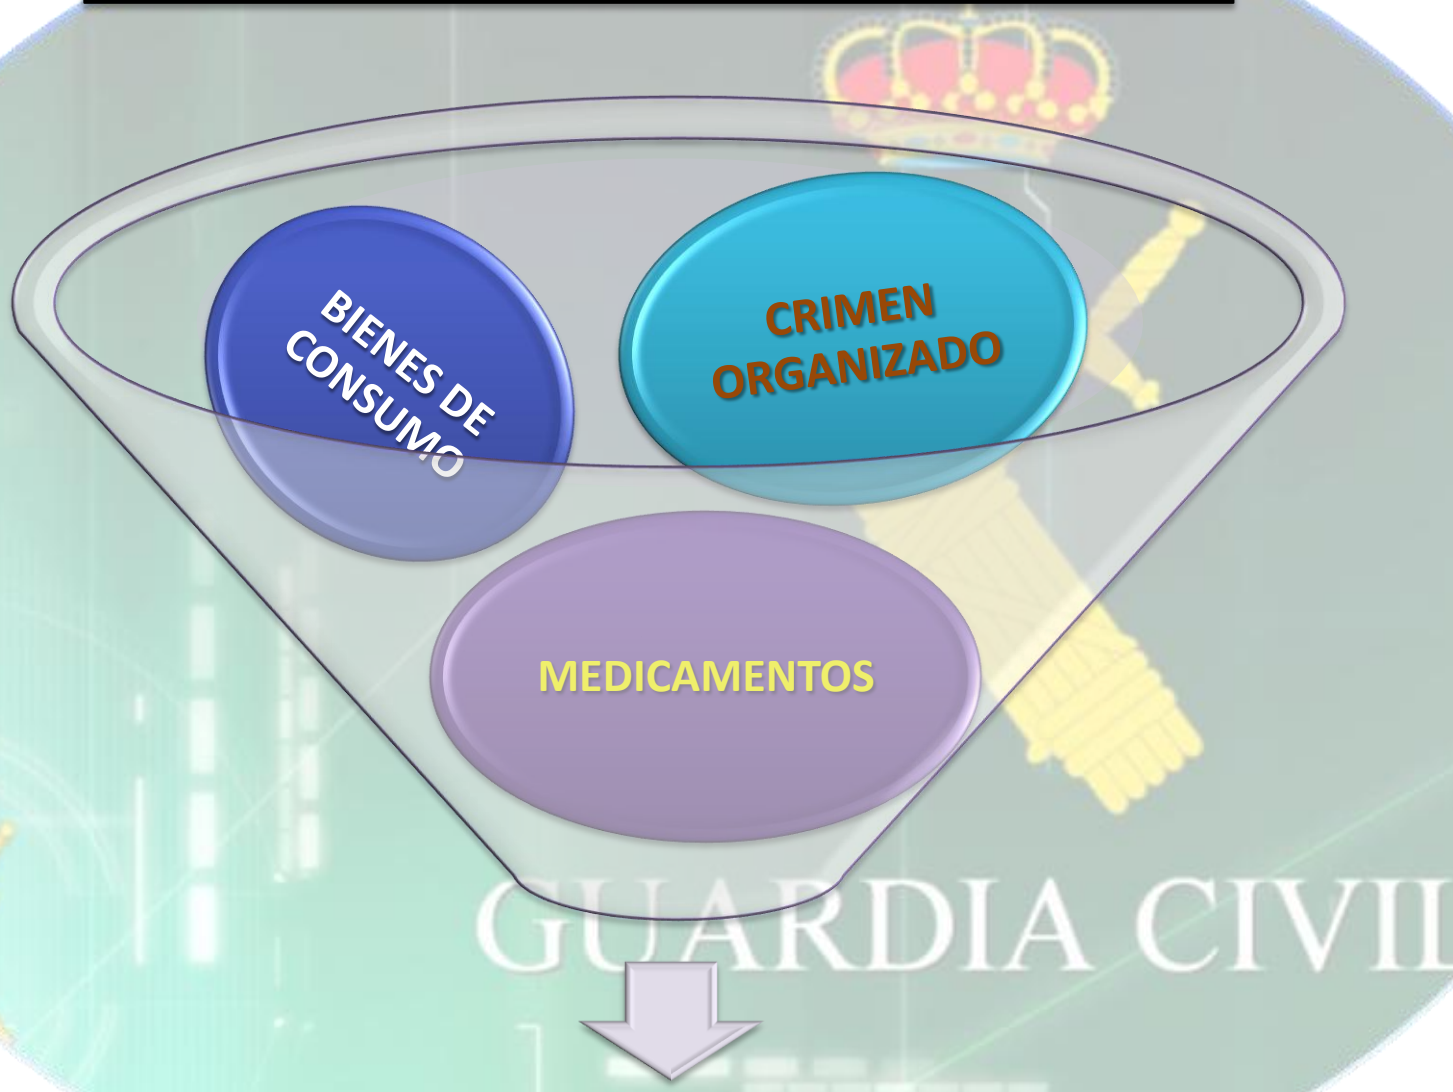 BIENES DE
CONSUMO
CRIMEN
ORGANIZADO
MEDICAMENTOS
GUARDIA CIVIL